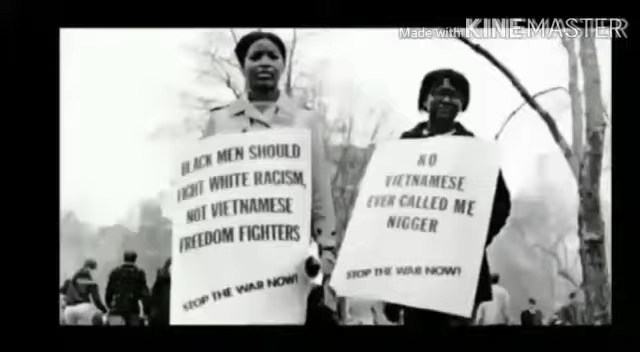 Made with KINEMASTER
BLACK MEN SHOULD
FIGHT WHITE RACISM,
NOT VIETNAMESE
FREEDOM FIGHTERS
STOP THE WAR NOW!
NO
VIETNAMESE
EVER CALLED ME
NIGGER
STOP THE WAR NOW!